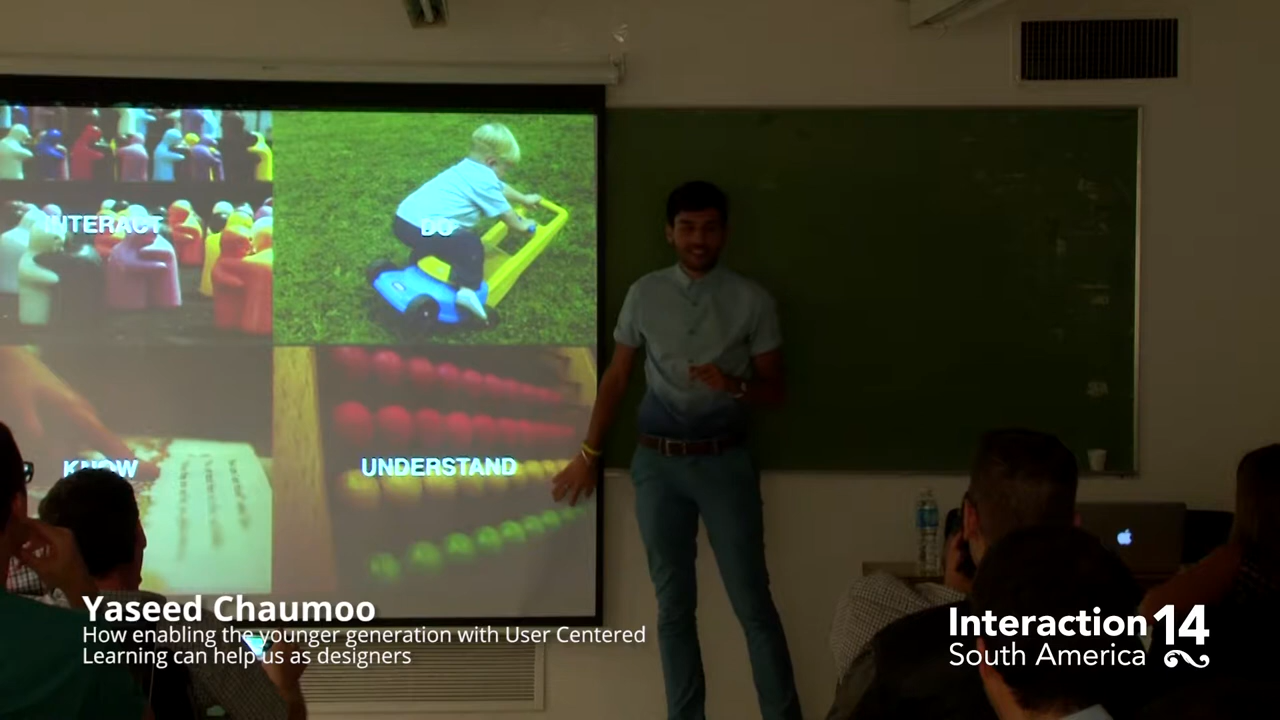 INTERACT
DO
KNOW
UNDERSTAND
Yaseed Chaumoo
How enabling the younger generation with User Centered
Learning can help us as designers
Interaction 14
South America